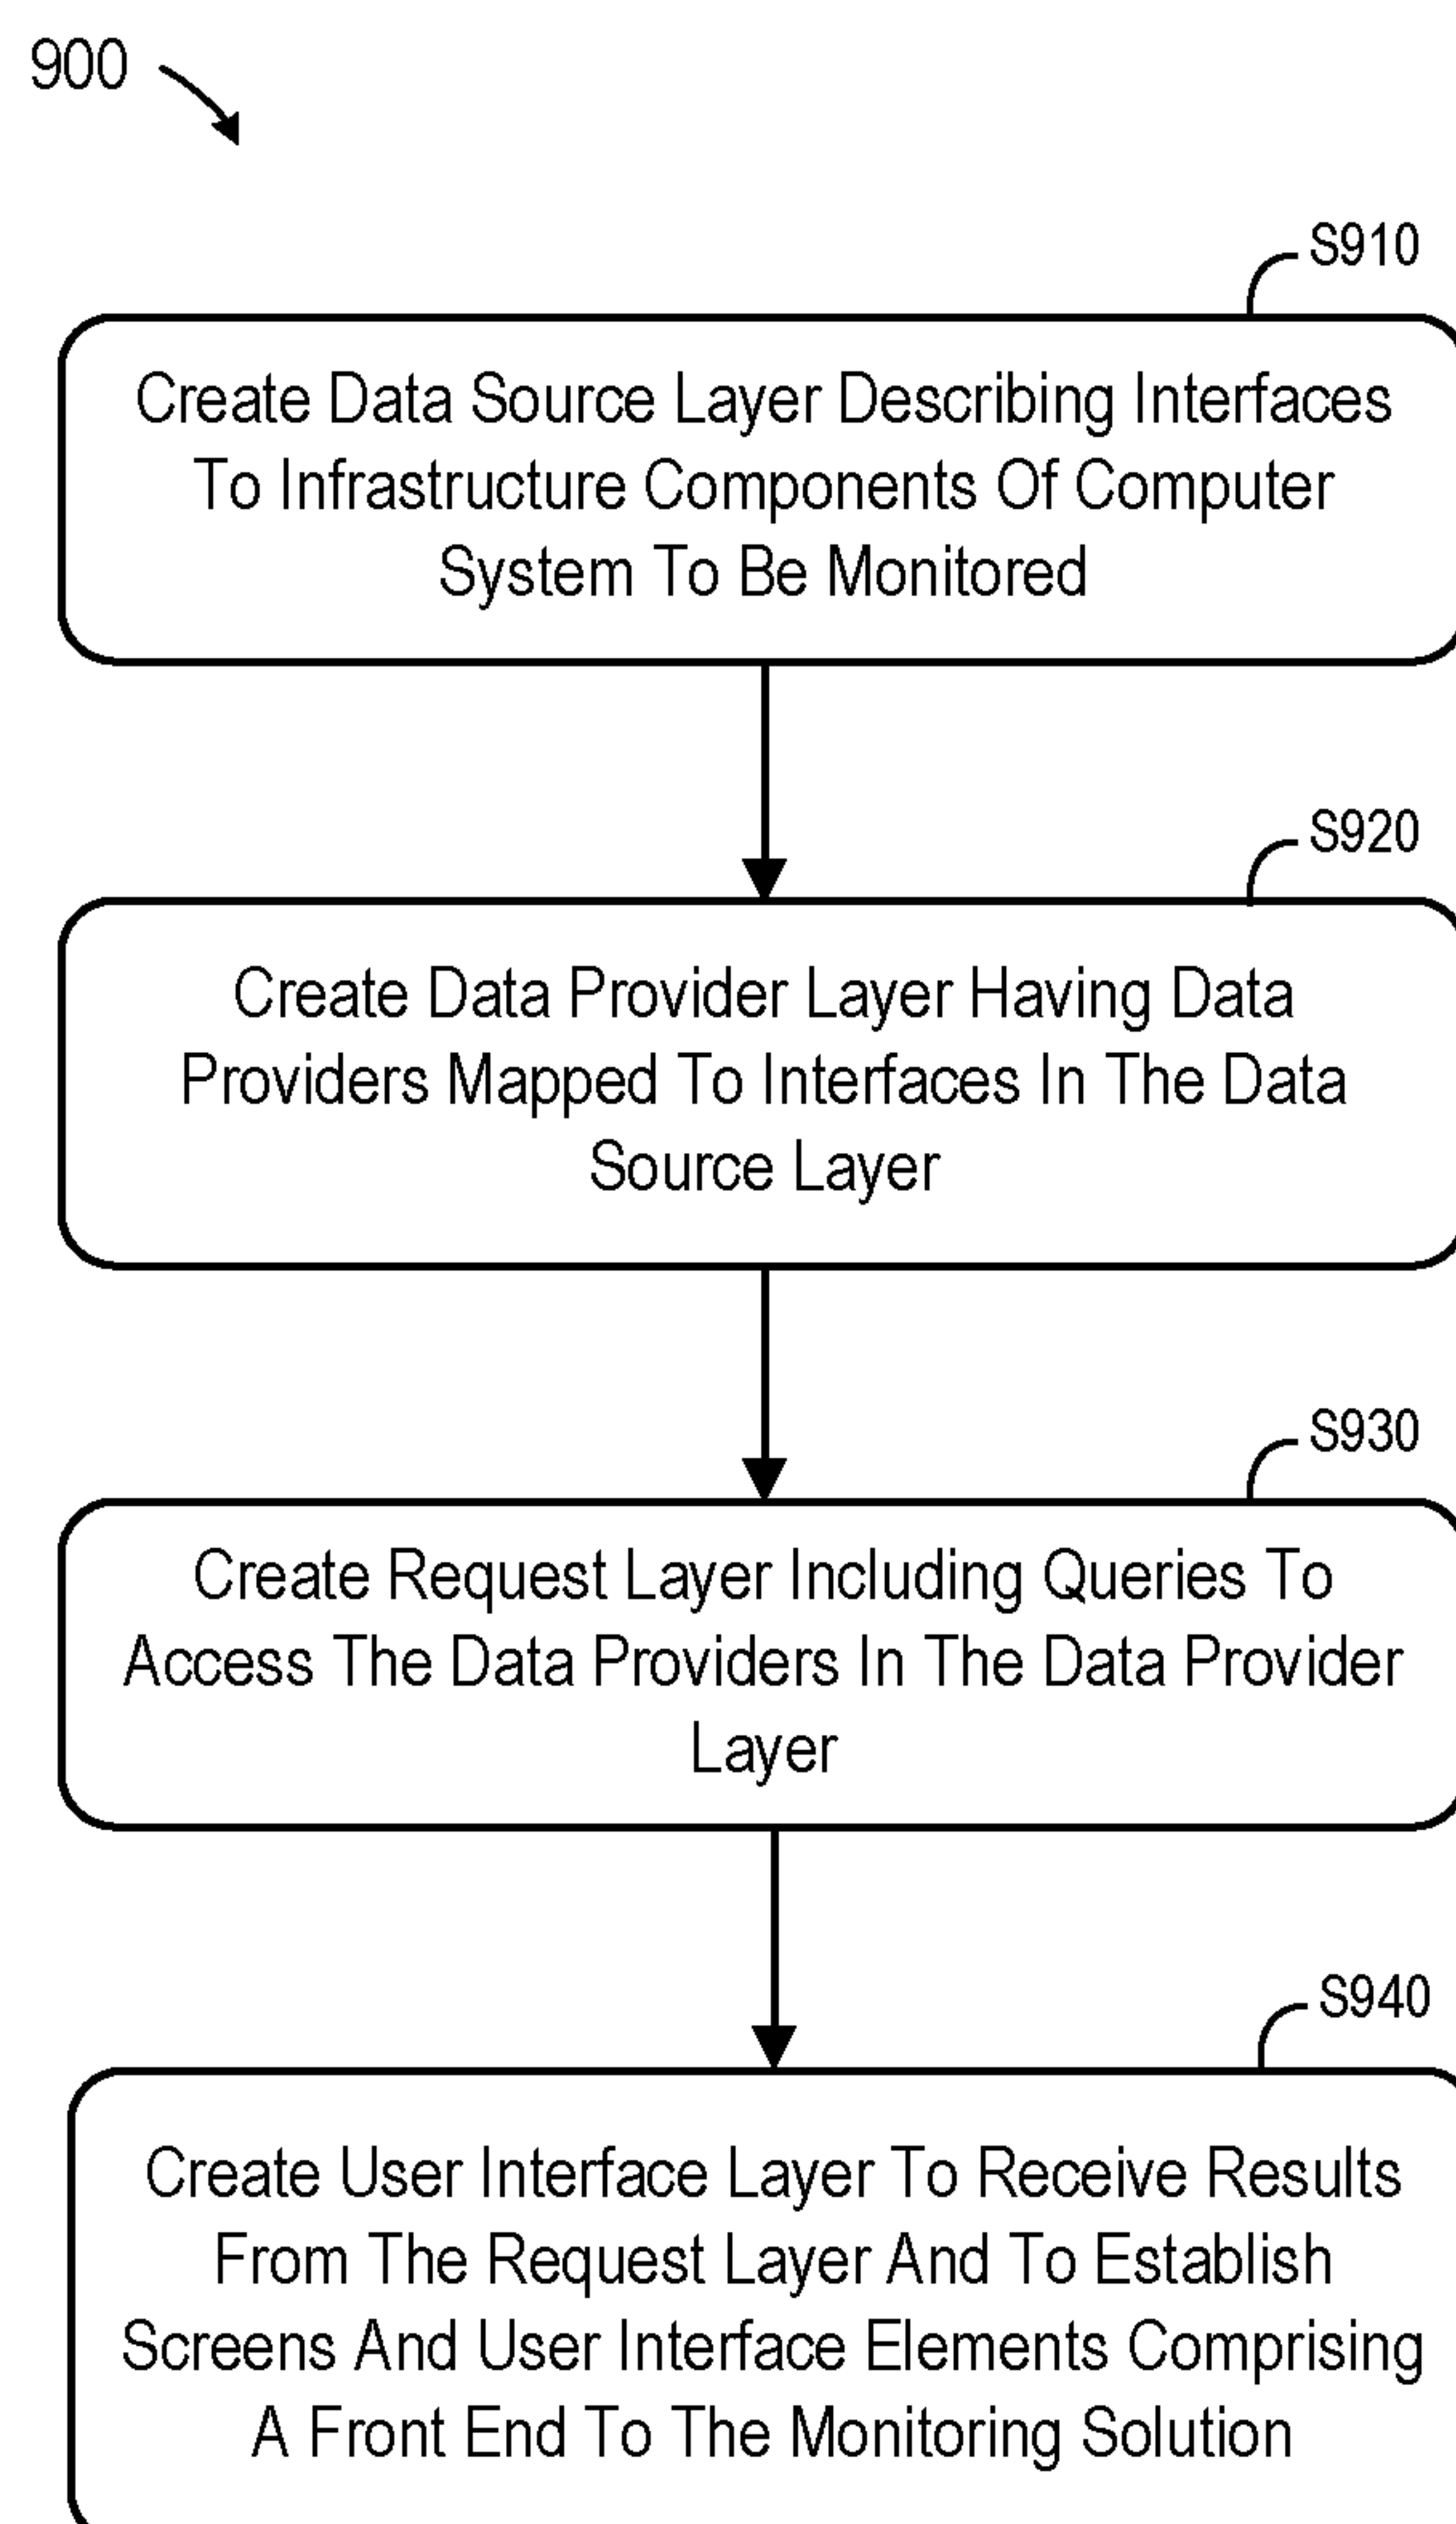 900
S910
Create Data Source Layer Describing Interfaces
To Infrastructure Components Of Computer
System To Be Monitored
S920
Create Data Provider Layer Having Data
Providers Mapped To Interfaces In The Data
Source Layer
S930
Create Request Layer Including Queries To
Access The Data Providers In The Data Provider
Layer
S940
Create User Interface Layer To Receive Results
From The Request Layer And To Establish
Screens And User Interface Elements Comprising
A Front End To The Monitoring Solution